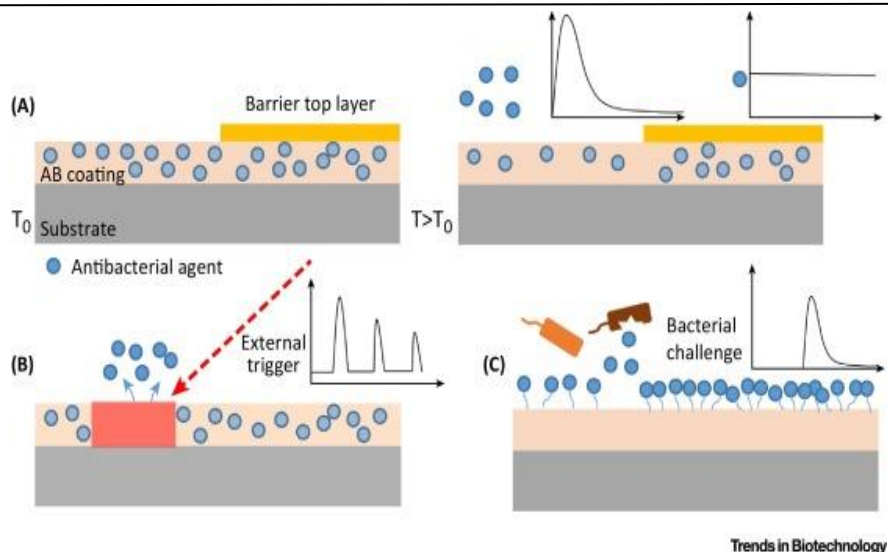 (A)
Barrier top layer
AB coating
T0
Substrate
T>T0
Antibacterial agent
(B)
External
trigger
(C)
Bacterial
challenge
Trends in Biotechnology